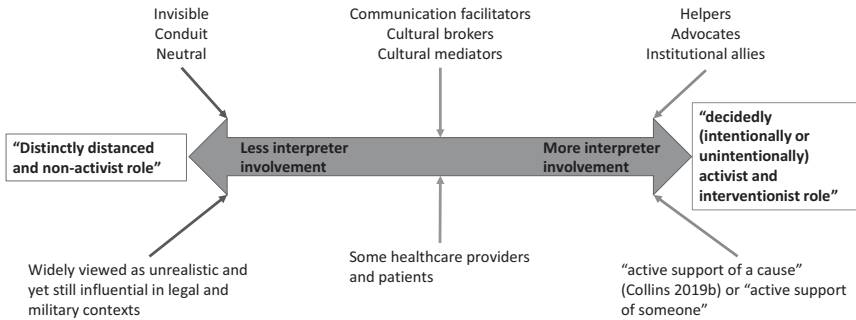 Invisible
Conduit
Neutral
Communication facilitators
Cultural brokers
Cultural mediators
Helpers
Advocates
Institutional allies
“Distinctly distanced
and non-activist role”
Less interpreter
involvement
More interpreter
involvement
“decidedly
(intentionally or
unintentionally)
activist and
interventionist role”
Widely viewed as unrealistic and
yet still influential in legal and
military contexts
Some healthcare providers
and patients
“active support of a cause”
(Collins 2019b) or “active support
of someone”